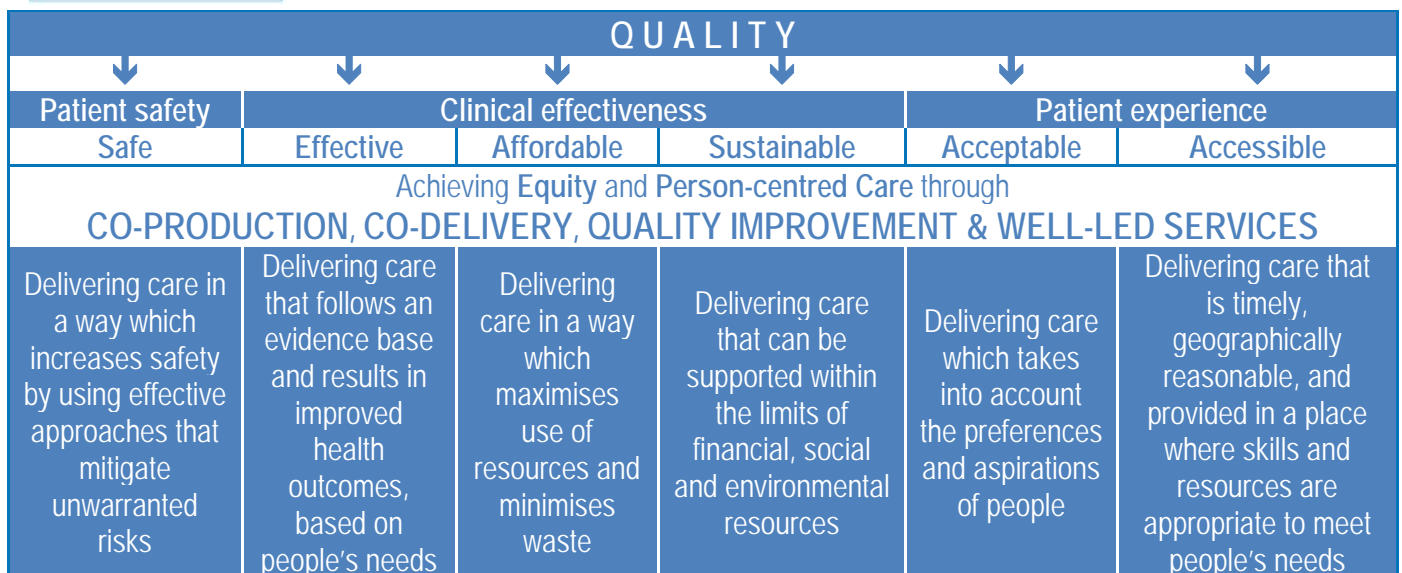 QUALITY
Patient safety
Clinical effectiveness
Patient experience
Safe
Effective
Affordable
Sustainable
Acceptable
Accessible
Achieving Equity and Person-centred Care through
CO-PRODUCTION, CO-DELIVERY, QUALITY IMPROVEMENT & WELL-LED SERVICES
Delivering care in
a way which
increases safety
by using effective
approaches that
mitigate
unwarranted
risks
Delivering care
that follows an
evidence base
and results in
improved
health
outcomes,
based on
people's needs
Delivering
care in a way
which
maximises
use of
resources and
minimises
waste
Delivering care
that can be
supported within
the limits of
financial, social
and environmental
resources
Delivering care
which takes
into account
the preferences
and aspirations
of people
Delivering care that
is timely,
geographically
reasonable, and
provided in a place
where skills and
resources are
appropriate to meet
people's needs